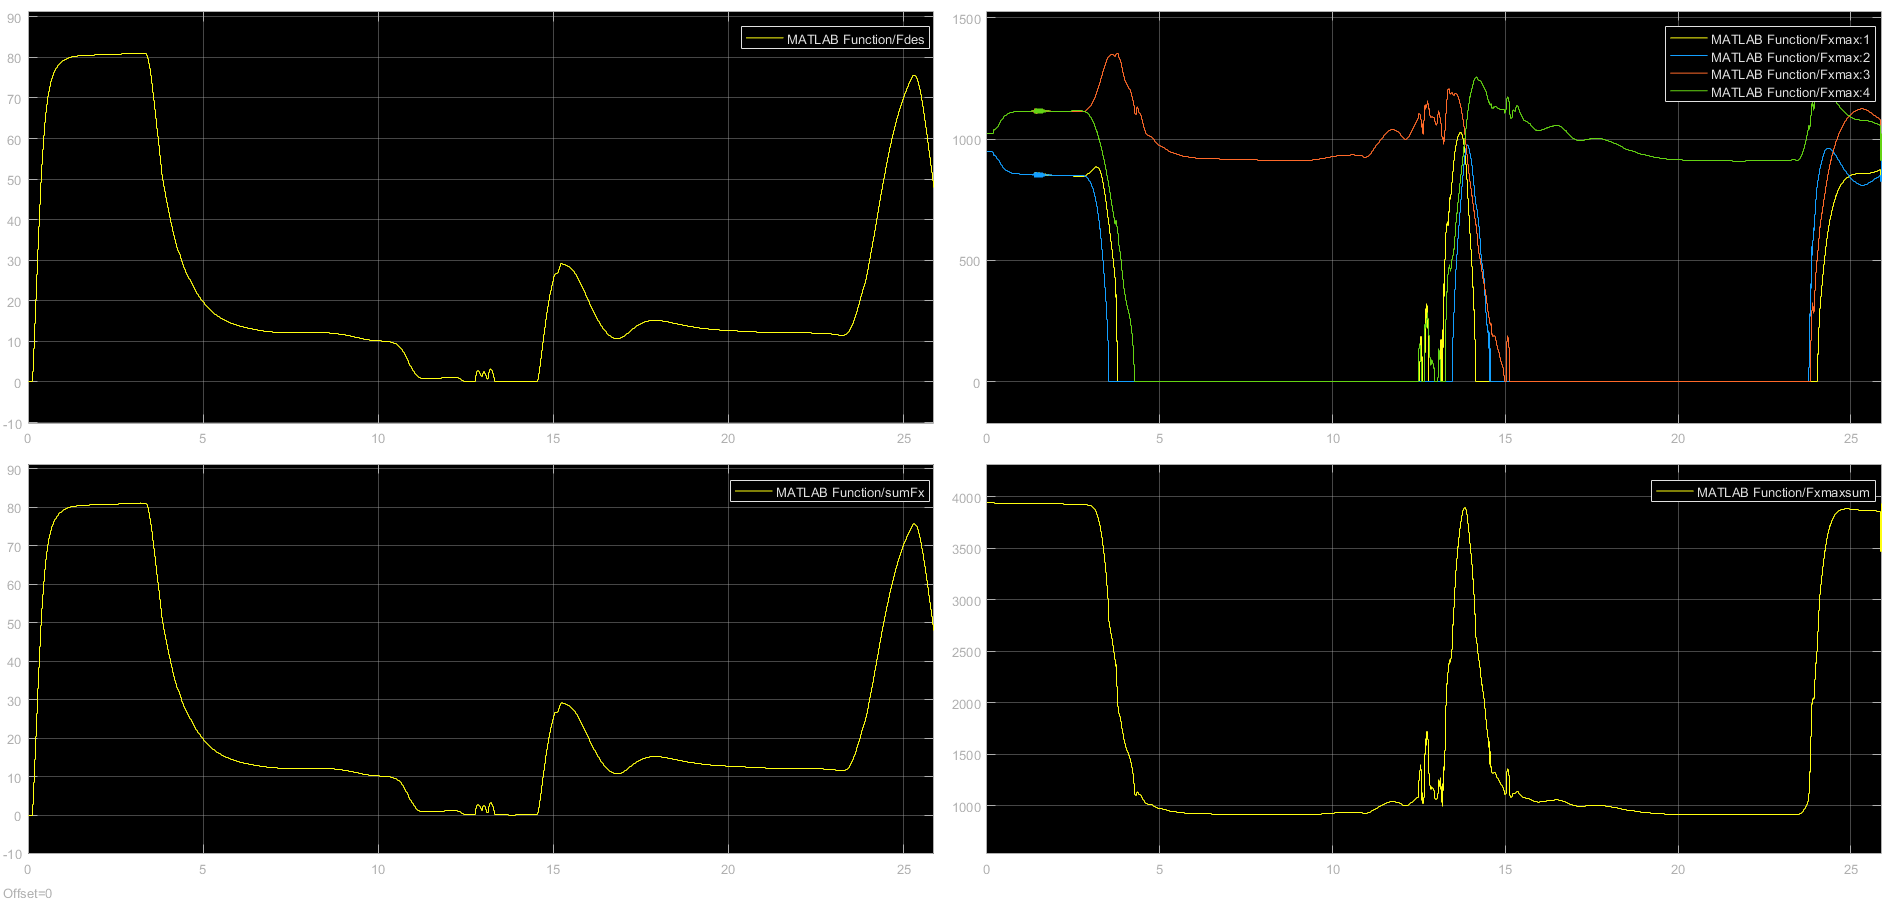 MATLAB Function/Fdes
90
80
70
60
50
40
30
20
10
0
-10
0 5 10 15 20 25
MATLAB Function/Fxmax:1
MATLAB Function/Fxmax:2
MATLAB Function/Fxmax:3
MATLAB Function/Fxmax:4
1500
1000
500
0
0 5 10 15 20 25
MATLAB Function/sumFx
90
80
70
60
50
40
30
20
10
0
-10
0 5 10 15 20 25
MATLAB Function/Fxmaxsum
4000
3500
3000
2500
2000
1500
1000
0 5 10 15 20 25
Offset=0